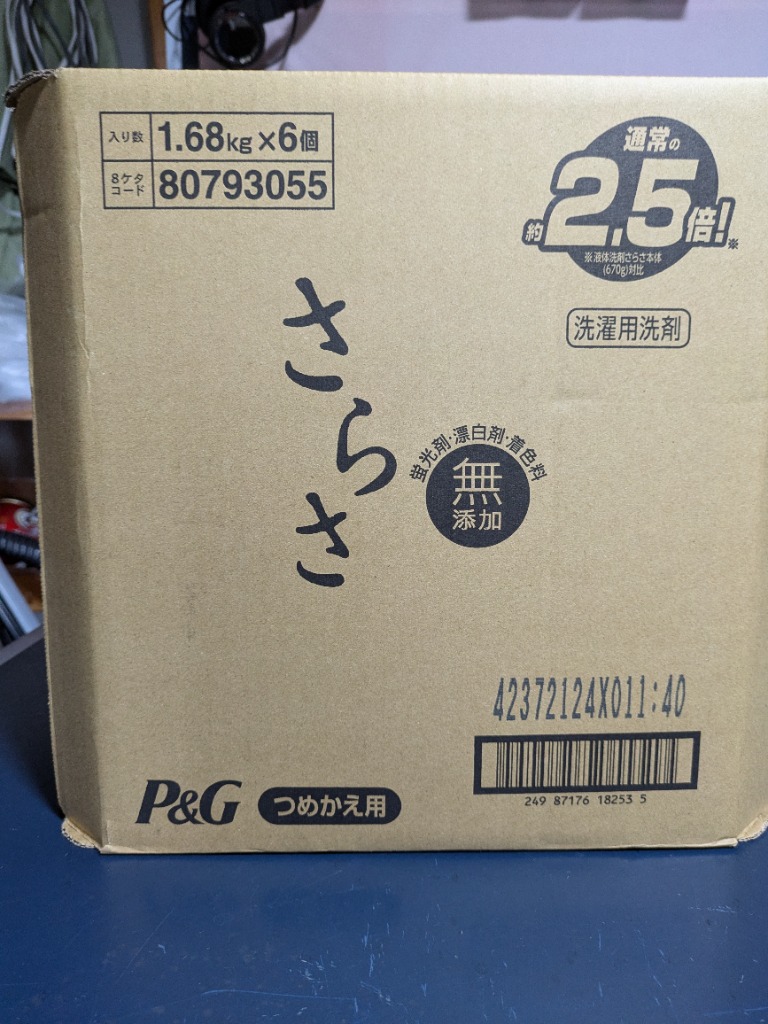 入り数 1.68kg×6個
8ケタコード 80793055
通常の
約2.5倍!※
※液体洗剤さらさ本体
(670g)対比
洗濯用洗剤
さらさ
蛍光剤·漂白剤·着色料
無
添加
42372124X011:40
249 87176 18253 5
P&G つめかえ用